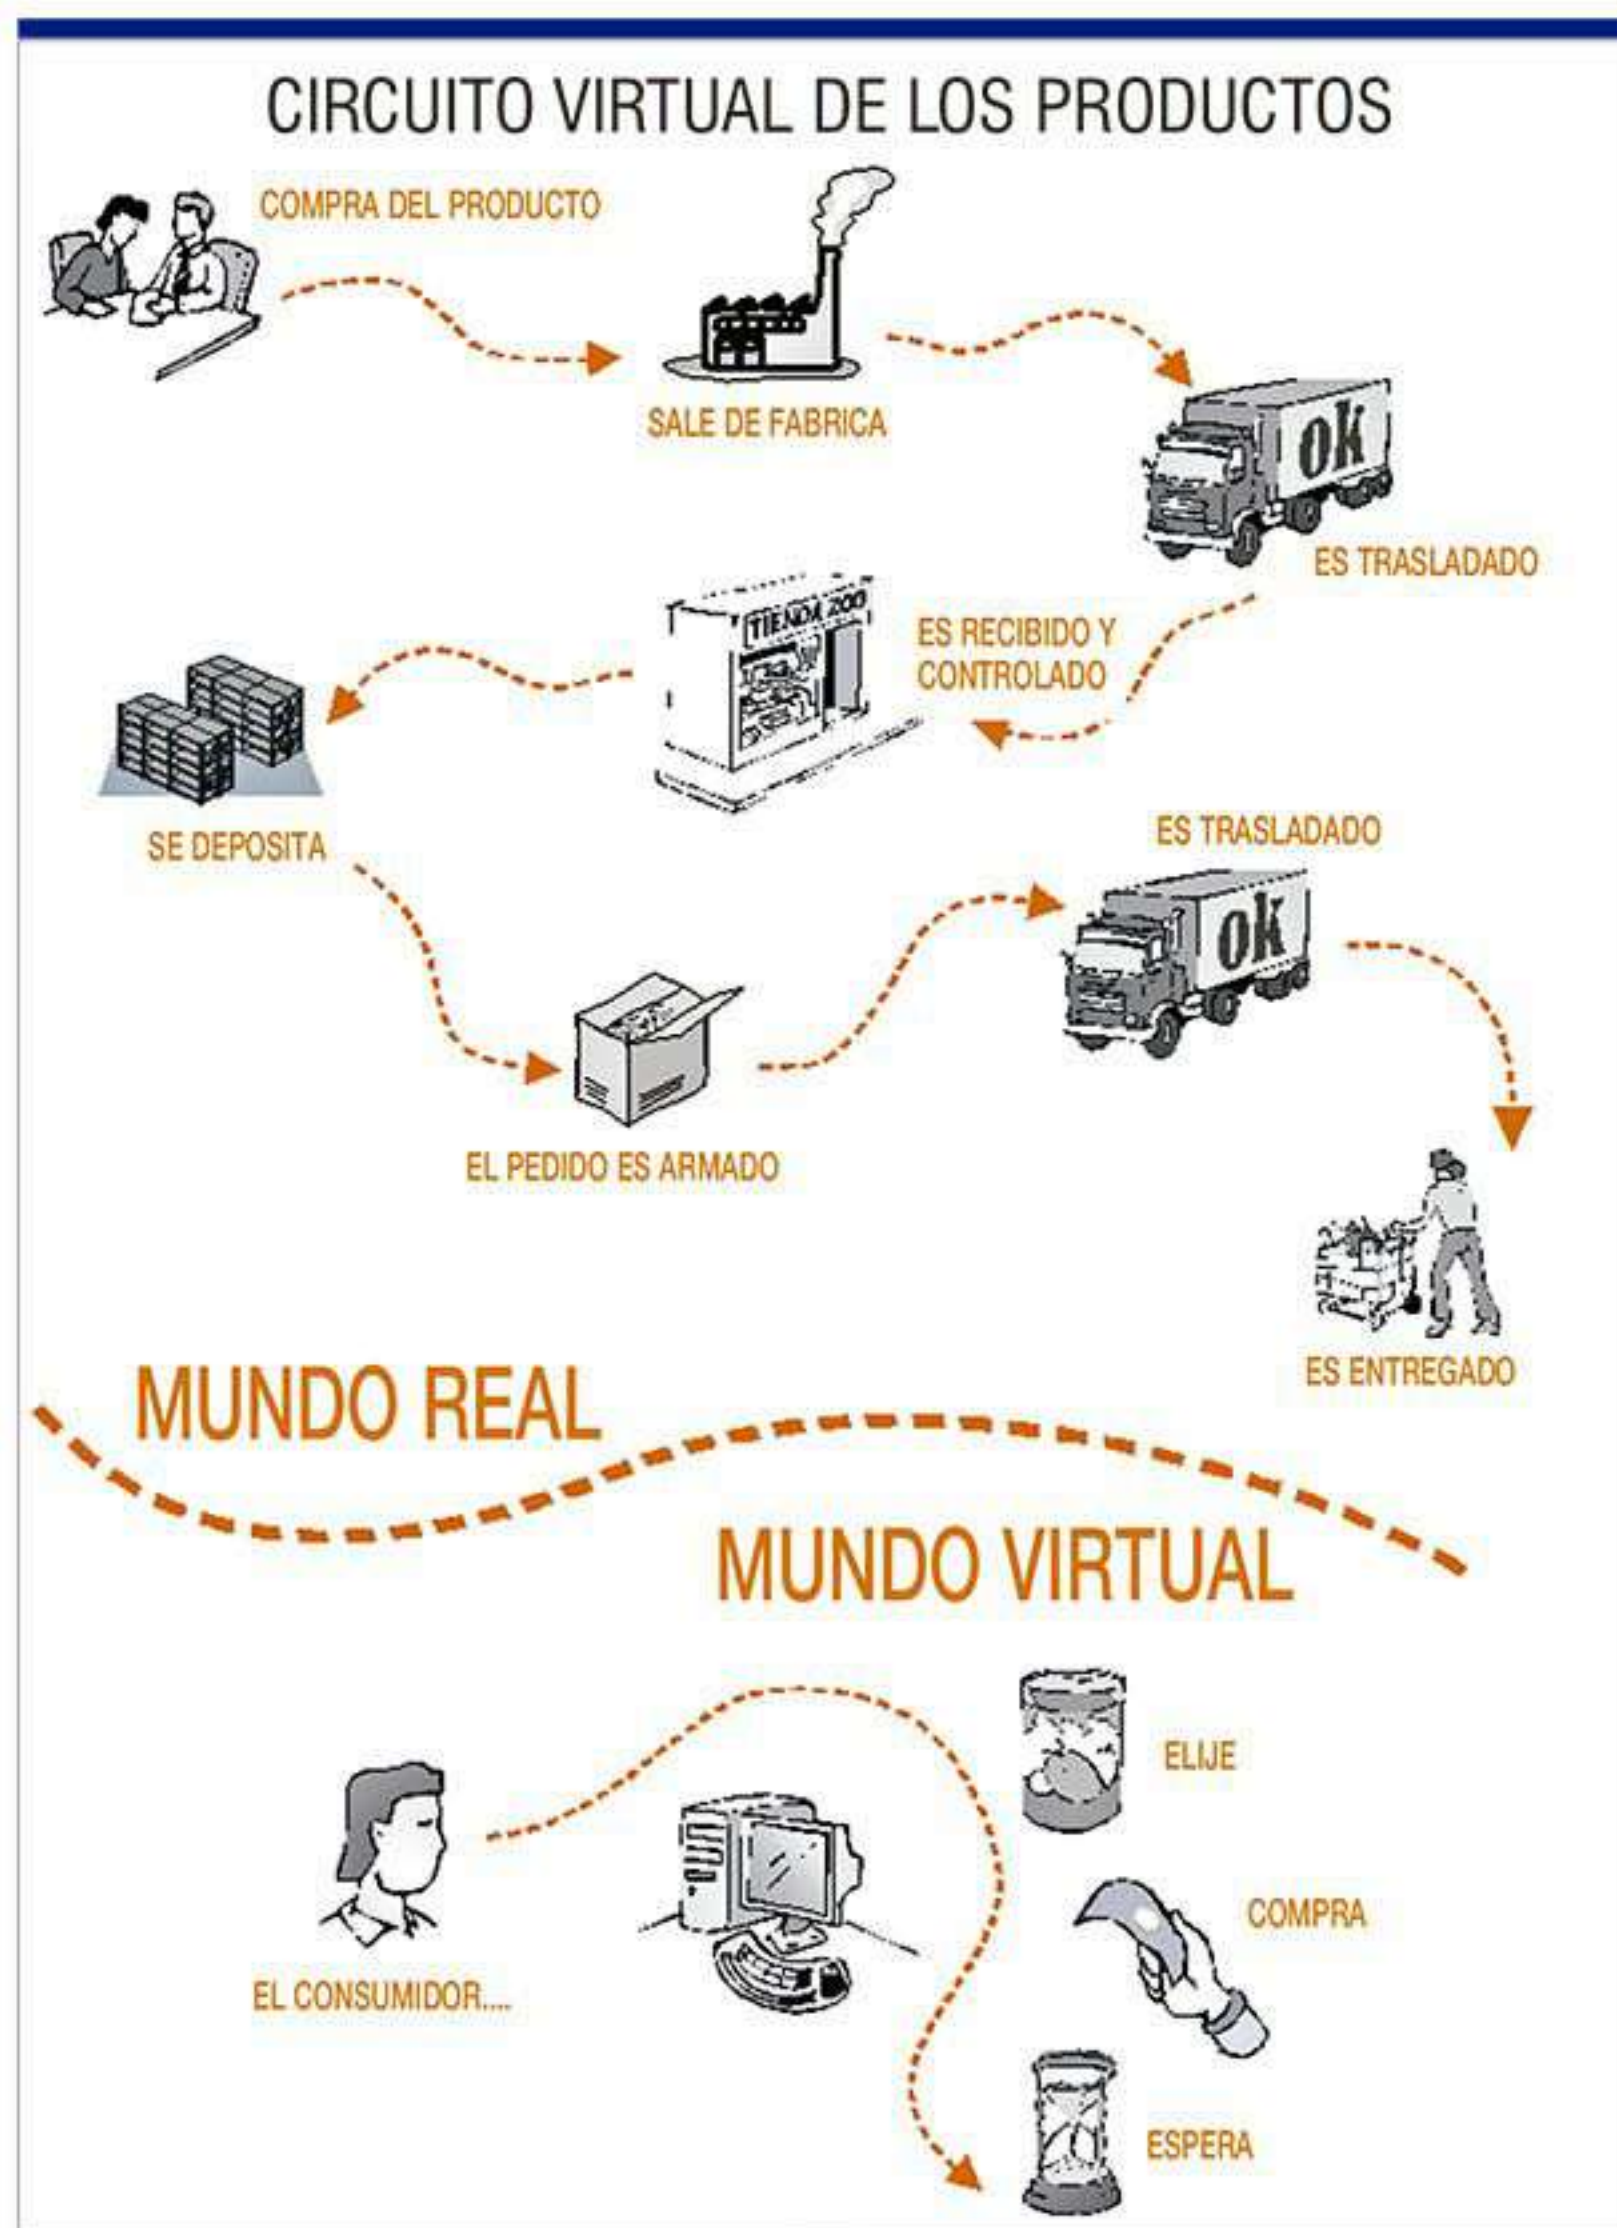 CIRCUITO VIRTUAL DE LOS PRODUCTOS
COMPRA DEL PRODUCTO
SALE DE FABRICA
ok
ES TRASLADADO
TIENDA 200
ES RECIBIDO Y
CONTROLADO
SE DEPOSITA
ES TRASLADADO
ok
EL PEDIDO ES ARMADO
ES ENTREGADO
MUNDO REAL
MUNDO VIRTUAL
ELIJE
COMPRA
EL CONSUMIDOR....
ESPERA